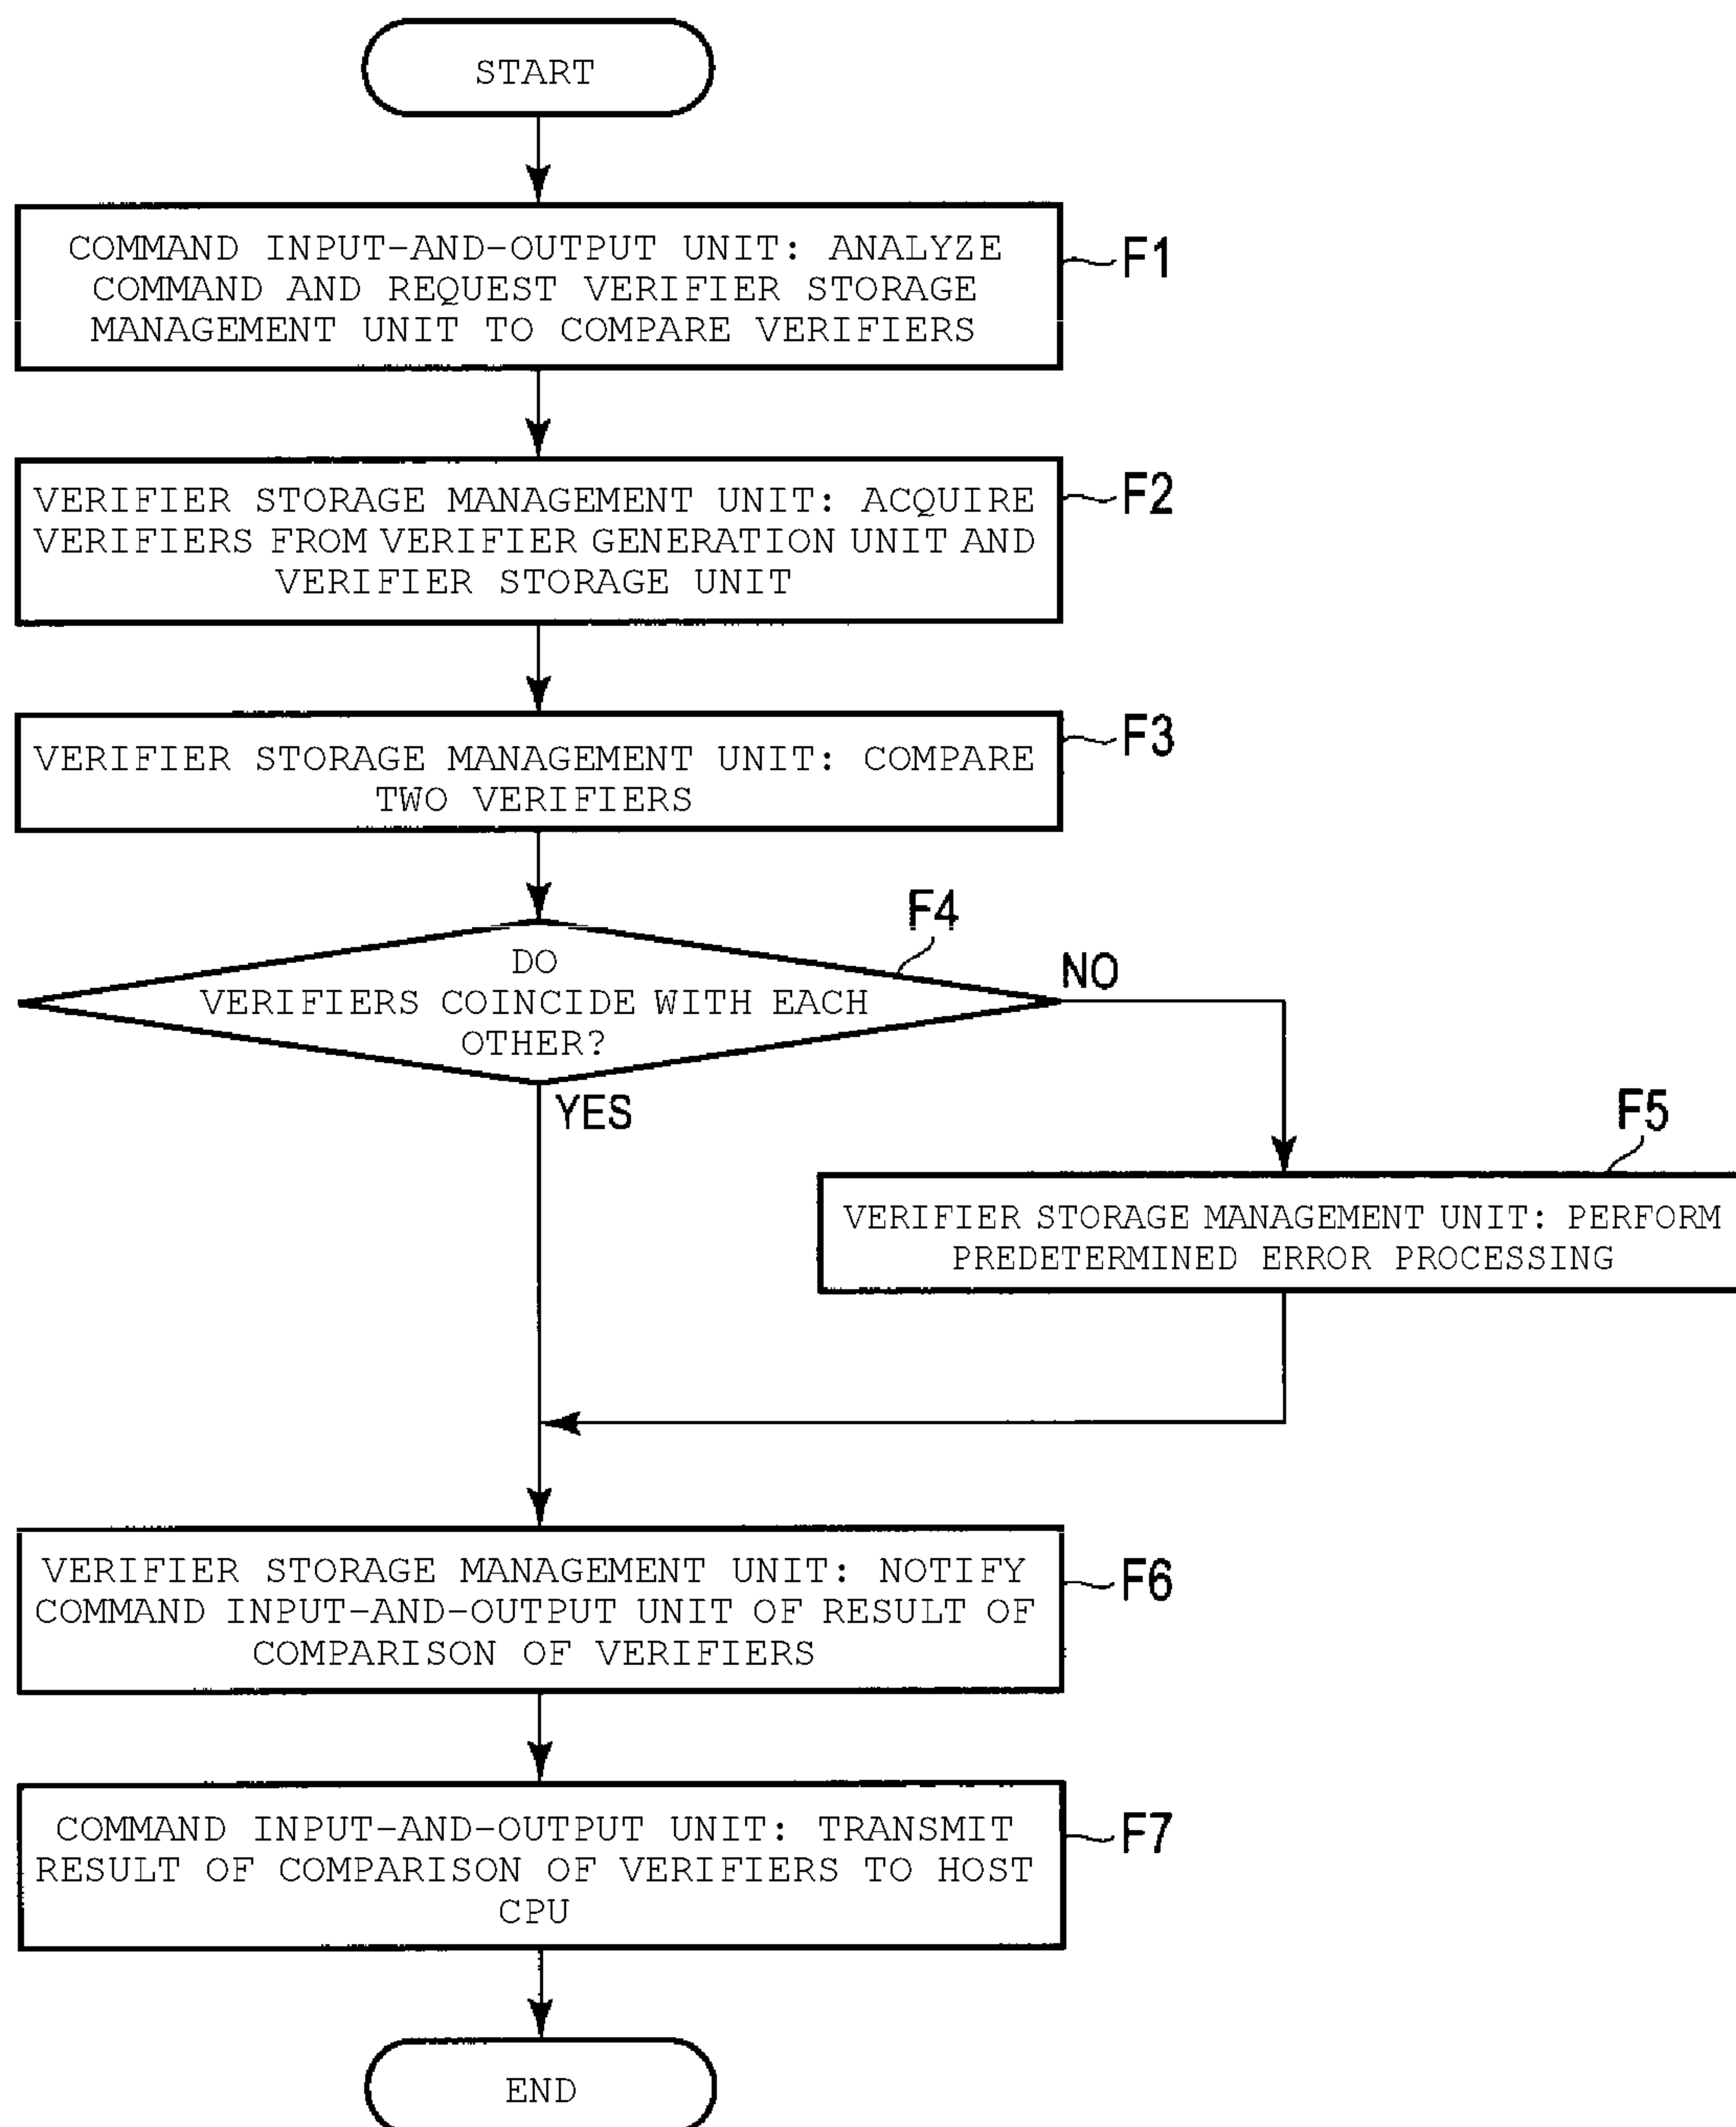 START
COMMAND INPUT-AND-OUTPUT UNIT: ANALYZE
COMMAND AND REQUEST VERIFIER STORAGE
MANAGEMENT UNIT TO COMPARE VERIFIERS
F1
VERIFIER STORAGE MANAGEMENT UNIT: ACQUIRE
VERIFIERS FROM VERIFIER GENERATION UNIT AND
VERIFIER STORAGE UNIT
F2
VERIFIER STORAGE MANAGEMENT UNIT: COMPARE
TWO VERIFIERS
F3
F4
DO
VERIFIERS COINCIDE WITH EACH
OTHER?
NO
YES
F5
VERIFIER STORAGE MANAGEMENT UNIT: PERFORM
PREDETERMINED ERROR PROCESSING
VERIFIER STORAGE MANAGEMENT UNIT: NOTIFY
COMMAND INPUT-AND-OUTPUT UNIT OF RESULT OF
COMPARISON OF VERIFIERS
F6
COMMAND INPUT-AND-OUTPUT UNIT: TRANSMIT
RESULT OF COMPARISON OF VERIFIERS TO HOST
CPU
F7
END